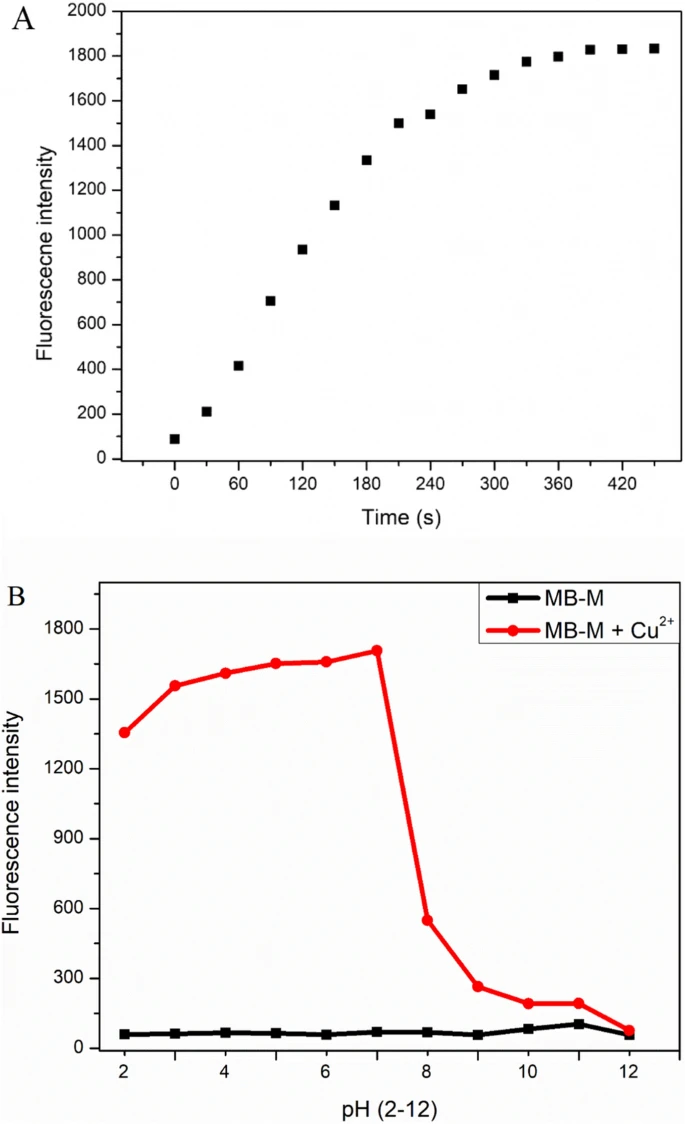 A
2000
1800
1600
1400
1200
1000
800
600
400
200
0
Fluorescecne intensity
0 60 120 180 240 300 360 420
Time (s)
B
MB-M
MB-M + Cu²⁺
1800
1500
1200
900
600
300
0
Fluorescence intensity
2 4 6 8 10 12
pH (2-12)